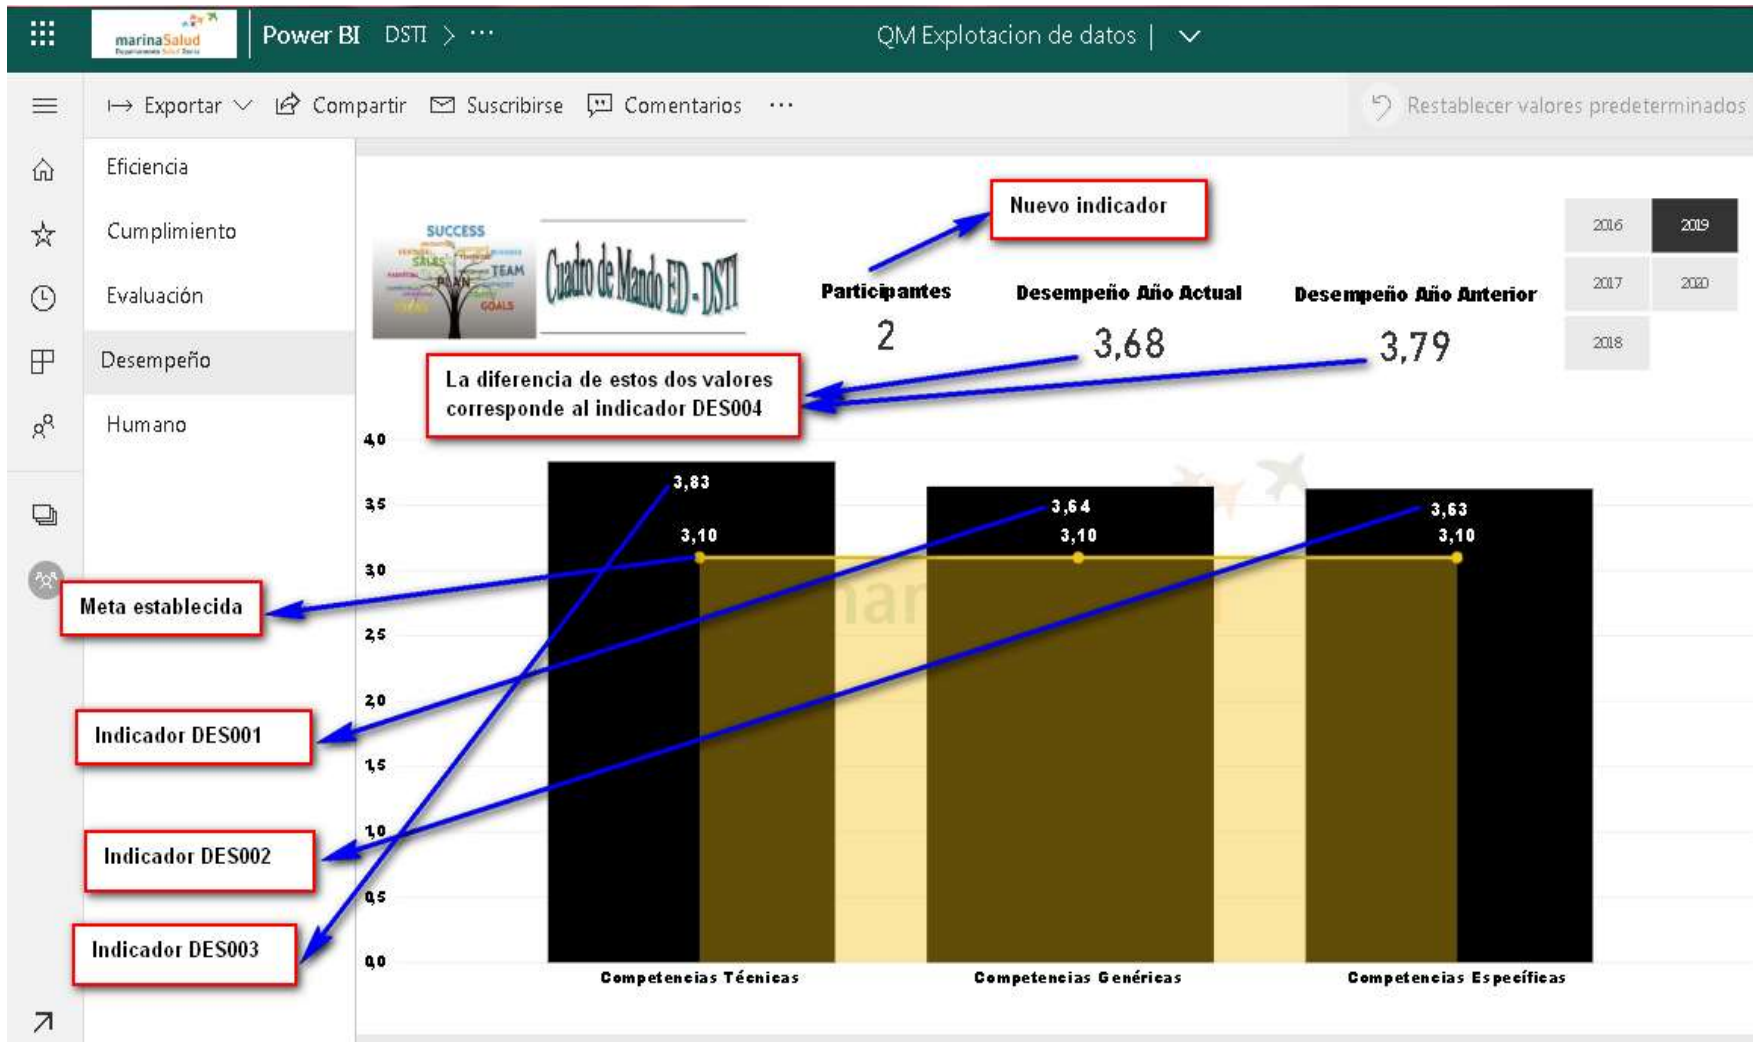 marinaSalud
Power BI DSTI > ···
QM Explotacion de datos |
Exportar Compartir Suscribirse Comentarios ···
Restablecer valores predeterminados
Eficiencia
Cumplimiento
Evaluación
Desempeño
Humano
SUCCESS
SALES
TEAM
PLAN
GOALS
Cuadro de Mando ED - DSTI
Nuevo indicador
Participantes
2
Desempeño Año Actual
3,68
Desempeño Año Anterior
3,79
2016 2019
2017 2020
2018
La diferencia de estos dos valores
corresponde al indicador DES004
4,0
3,5
3,0
2,5
2,0
1,5
1,0
0,5
0,0
3,83
3,64
3,63
3,10
3,10
3,10
Meta establecida
Indicador DES001
Indicador DES002
Indicador DES003
Competencias Técnicas
Competencias Genéricas
Competencias Específicas